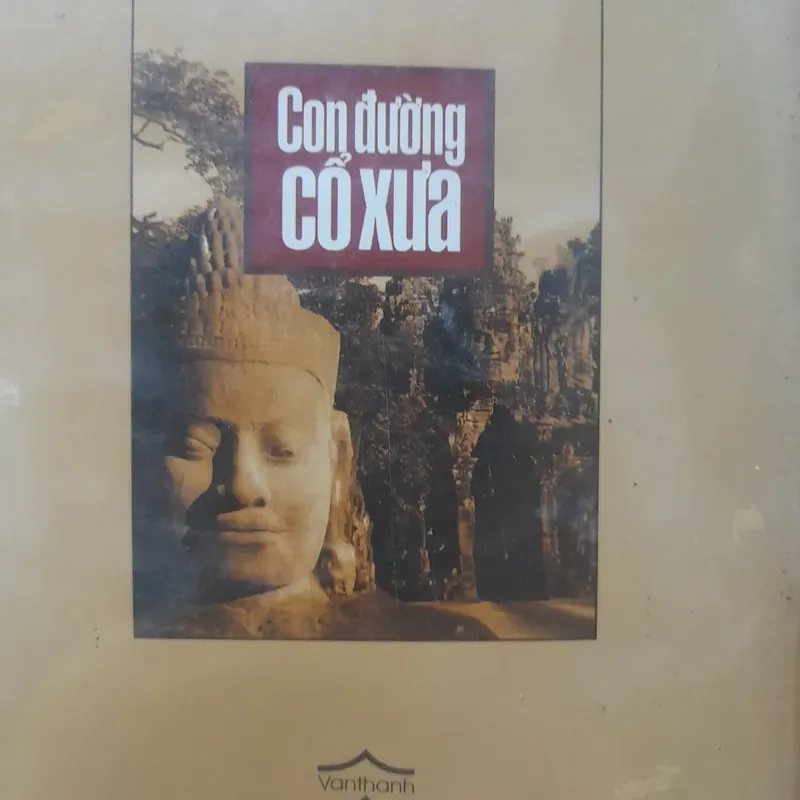 Con đường
cổ xưa
Vanthanh